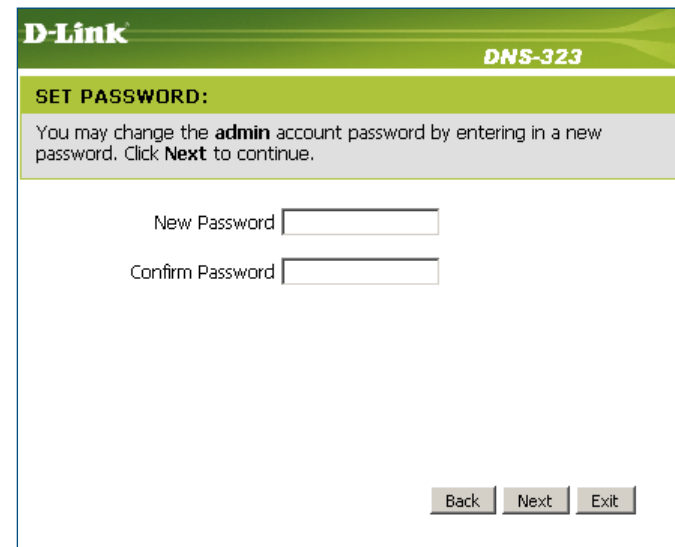 D-Link
DNS-323
SET PASSWORD:
You may change the admin account password by entering in a new
password. Click Next to continue.
New Password
Confirm Password
Back Next Exit